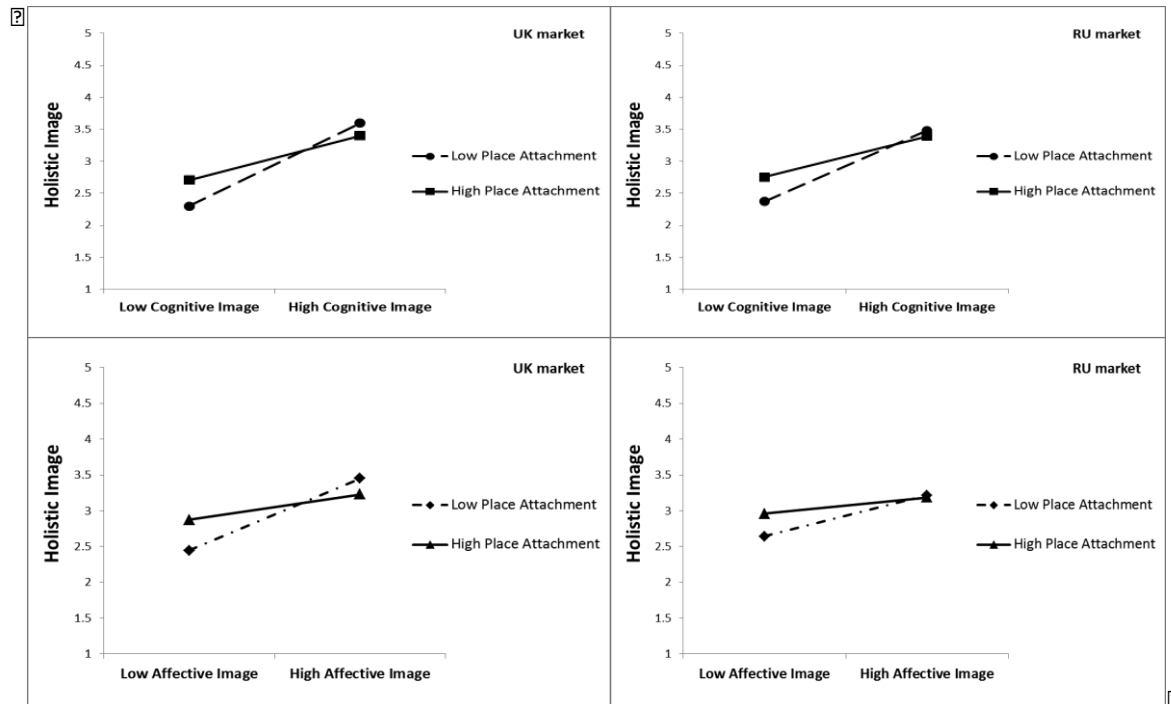 UK market
5
4.5
4
3.5
3
2.5
2
1.5
1
Holistic Image
Low Place Attachment
High Place Attachment
Low Cognitive Image High Cognitive Image
RU market
5
4.5
4
3.5
3
2.5
2
1.5
1
Holistic Image
Low Place Attachment
High Place Attachment
Low Cognitive Image High Cognitive Image
UK market
5
4.5
4
3.5
3
2.5
2
1.5
1
Holistic Image
Low Place Attachment
High Place Attachment
Low Affective Image High Affective Image
RU market
5
4.5
4
3.5
3
2.5
2
1.5
1
Holistic Image
Low Place Attachment
High Place Attachment
Low Affective Image High Affective Image